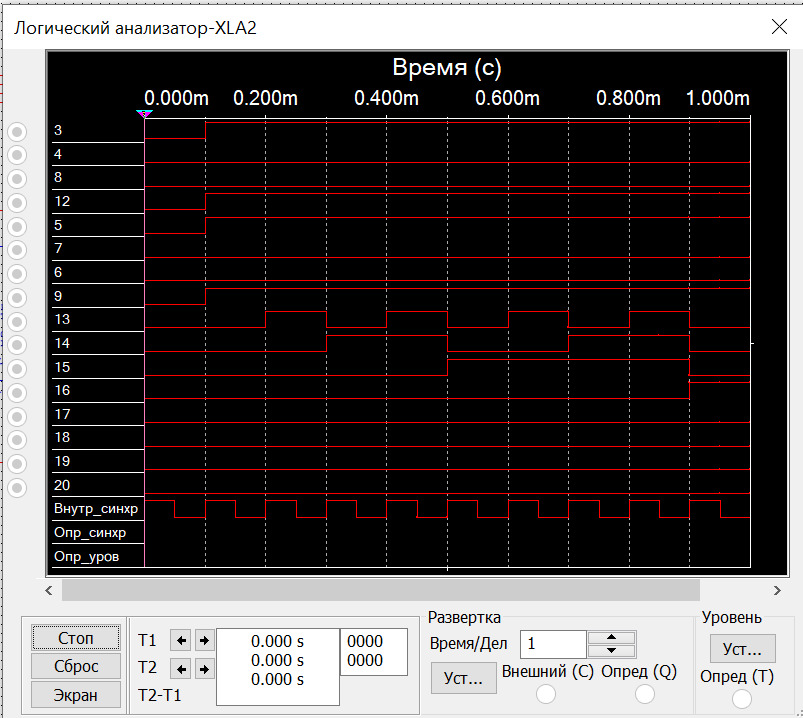 Логический анализатор-XLA2
Время (с)
0.000m 0.200m 0.400m 0.600m 0.800m 1.000m
3
4
8
12
5
7
6
9
13
14
15
16
17
18
19
20
Внутр_синхр
Опр_синхр
Опр_уров
Стоп
Сброс
Экран
T1
T2
T2-T1
0.000 s
0.000 s
0.000 s
0000
0000
Развертка
Время/Дел 1
Уст...
Внешний (C)
Опред (Q)
Уровень
Уст...
Опред (T)